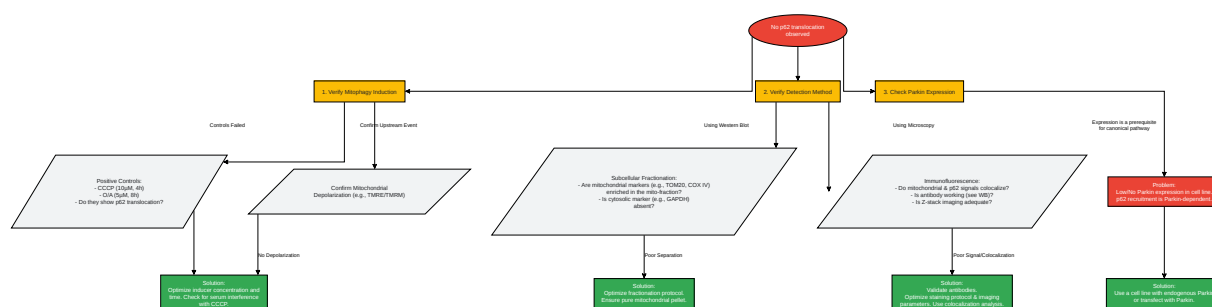 No p62 translocation
observed
1. Verify Mitophagy Induction
2. Verify Detection Method
3. Check Parkin Expression
Controls Failed
Confirm Upstream Event
Using Western Blot
Using Microscopy
Expression is a prerequisite
for canonical pathway
Positive Controls:
- CCCP (10μM, 4h)
- O/A (5μM, 8h)
- Do they show p62 translocation?
Confirm Mitochondrial
Depolarization (e.g., TMRE/TMRM)
Subcellular Fractionation:
- Are mitochondrial markers (e.g., TOM20, COX IV)
enriched in the mito-fraction?
- Is cytosolic marker (e.g., GAPDH)
absent?
Immunofluorescence:
- Do mitochondrial & p62 signals colocalize?
- Is antibody working (see WB)?
- Is Z-stack imaging adequate?
Problem:
Low/No Parkin expression in cell line.
p62 recruitment is Parkin-dependent.
No Depolarization
Poor Separation
Poor Signal/Colocalization
Solution:
Optimize inducer concentration and
time. Check for serum interference
with CCCP.
Solution:
Optimize fractionation protocol.
Ensure pure mitochondrial pellet.
Solution:
Validate antibodies.
Optimize staining protocol & imaging
parameters. Use colocalization analysis.
Solution:
Use a cell line with endogenous Parkin
or transfect with Parkin.